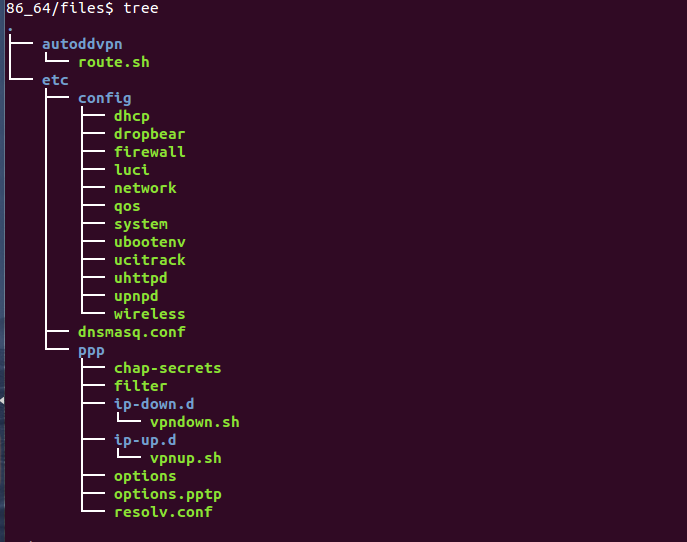 86_64/files$ tree
.
├── autoddvpn
│   └── route.sh
└── etc
    ├── config
    │   ├── dhcp
    │   ├── dropbear
    │   ├── firewall
    │   ├── luci
    │   ├── network
    │   ├── qos
    │   ├── system
    │   ├── ubootenv
    │   ├── ucitrack
    │   ├── uhttpd
    │   ├── upnpd
    │   └── wireless
    ├── dnsmasq.conf
    └── ppp
        ├── chap-secrets
        ├── filter
        ├── ip-down.d
        │   └── vpndown.sh
        ├── ip-up.d
        │   └── vpnup.sh
        ├── options
        ├── options.pptp
        └── resolv.conf